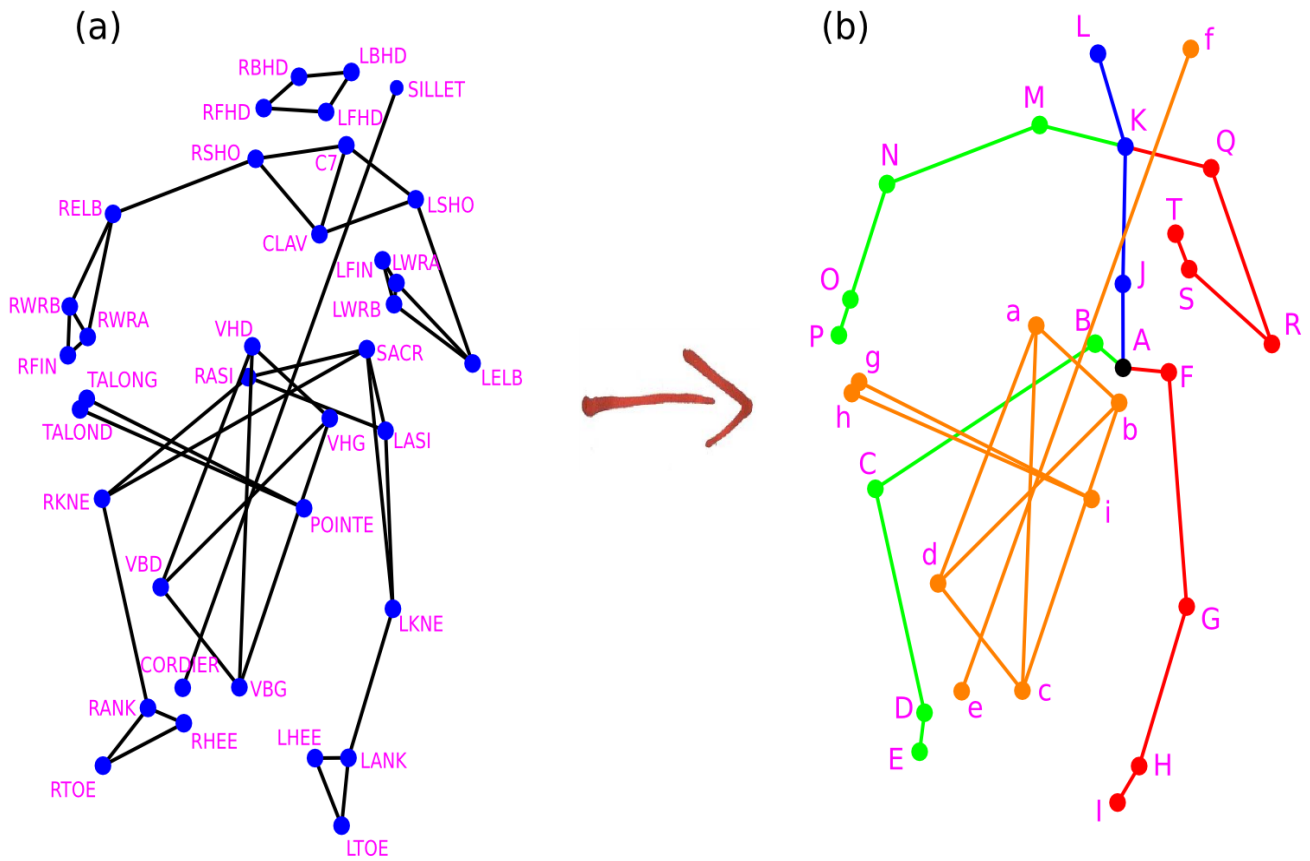 (a)
RBHD
LBHD
SILLET
RFHD
LFHD
RSHO
C7
RELB
LSHO
CLAV
LFIN
LWRA
LWRB
RWRB
RWRA
RFIN
VHD
SACR
RASI
LELB
TALONG
TALOND
VHG
LASI
RKNE
POINTE
VBD
LKNE
CORDIER
VBG
RANK
RHEE
LHEE
LANK
RTOE
LTOE
(b)
L
f
M
K
Q
N
T
O
J
S
P
a
B
A
R
g
F
h
b
C
i
d
G
D
e
c
E
H
I